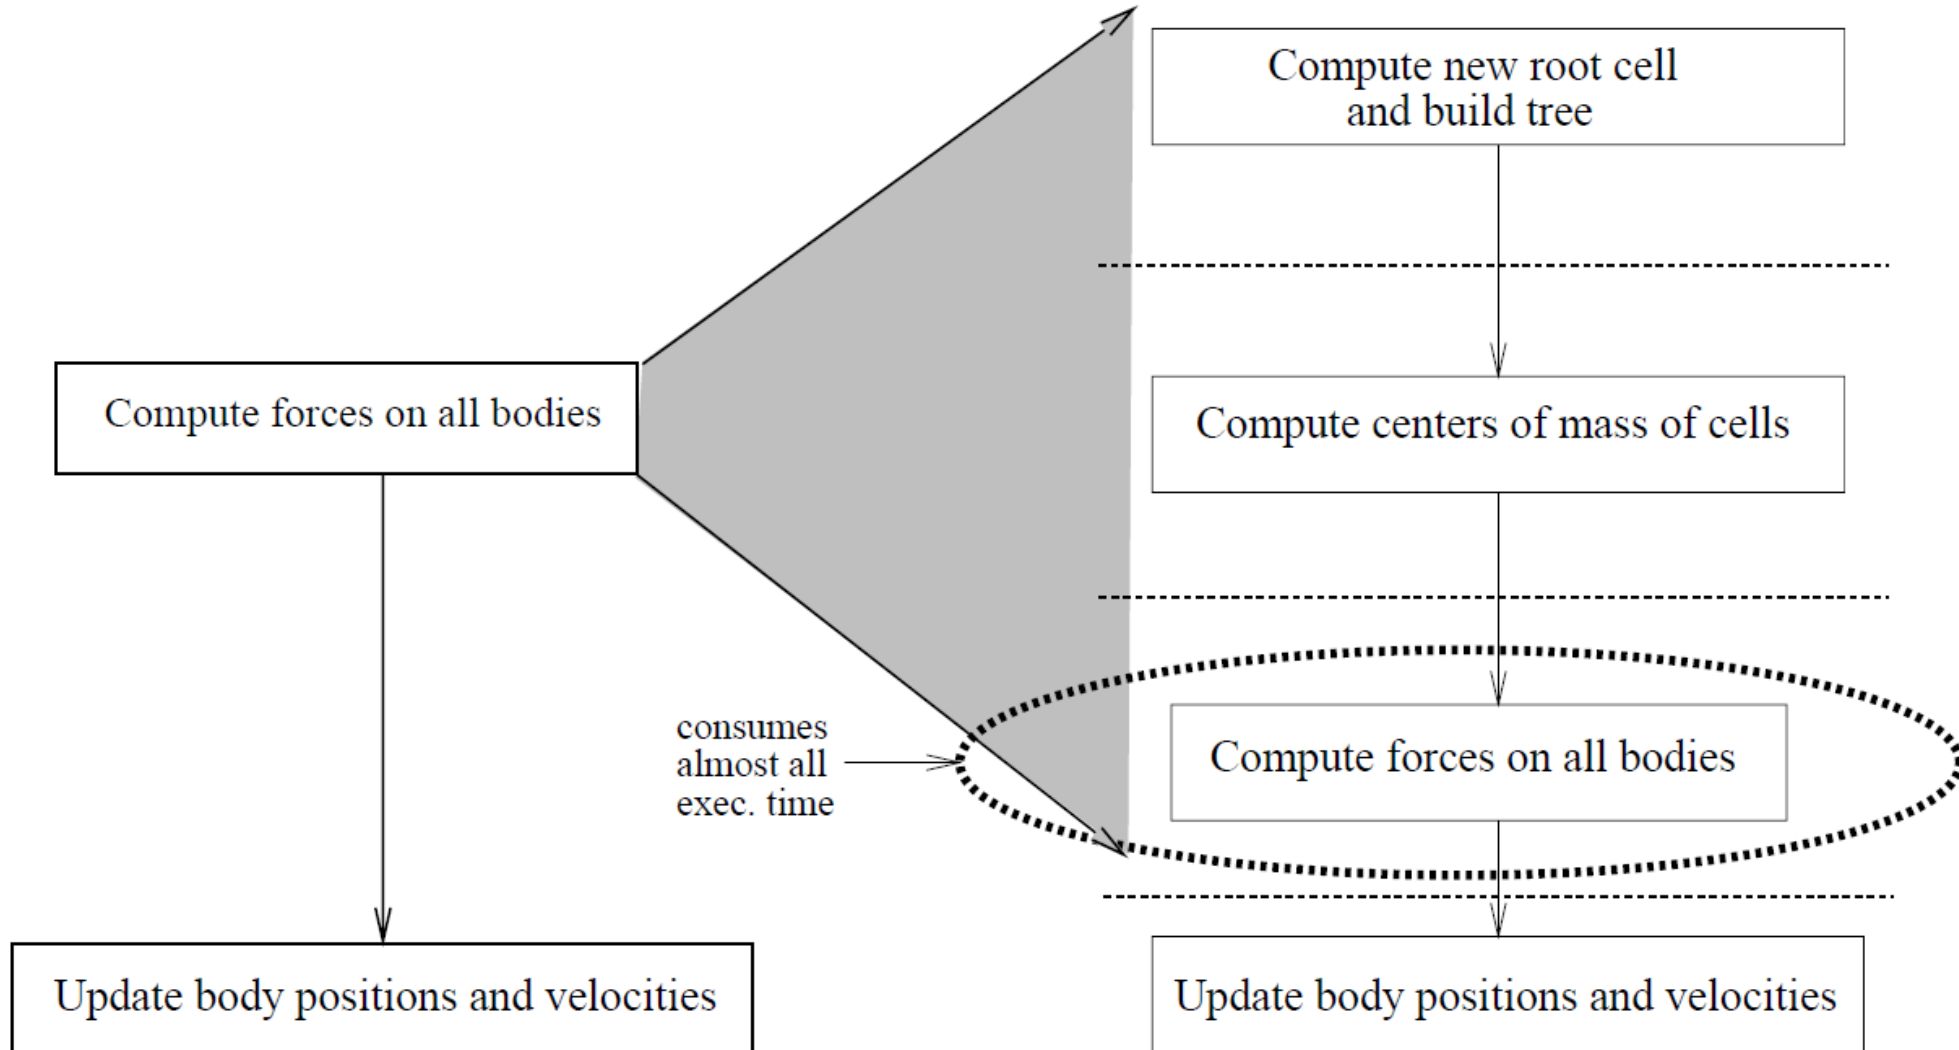 Compute new root cell
and build tree
Compute forces on all bodies
Compute centers of mass of cells
consumes
almost all
exec. time
Compute forces on all bodies
Update body positions and velocities
Update body positions and velocities